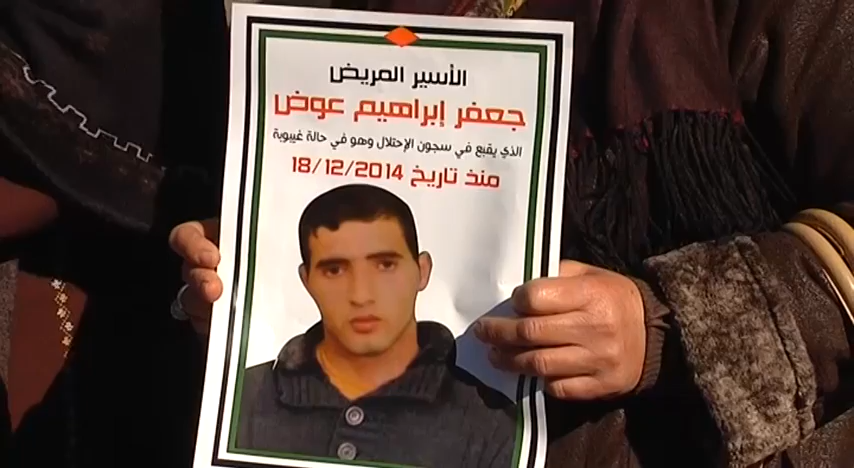 الأسير المريض
جعفر إبراهيم عوض
الذي يقبع في سجون الإحتلال وهو في حالة غيبوبة
منذ تاريخ 18/12/2014